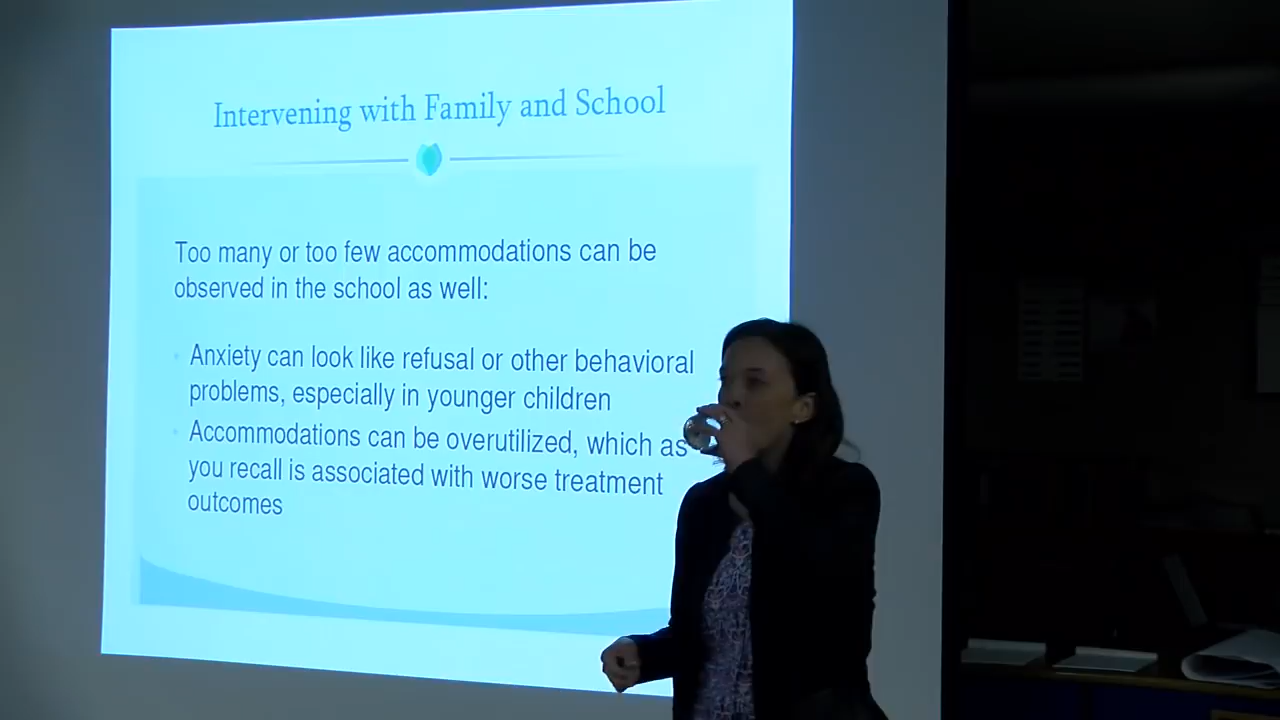 Intervening with Family and School
Too many or too few accommodations can be
observed in the school as well:
Anxiety can look like refusal or other behavioral
problems, especially in younger children
Accommodations can be overutilized, which as
you recall is associated with worse treatment
outcomes